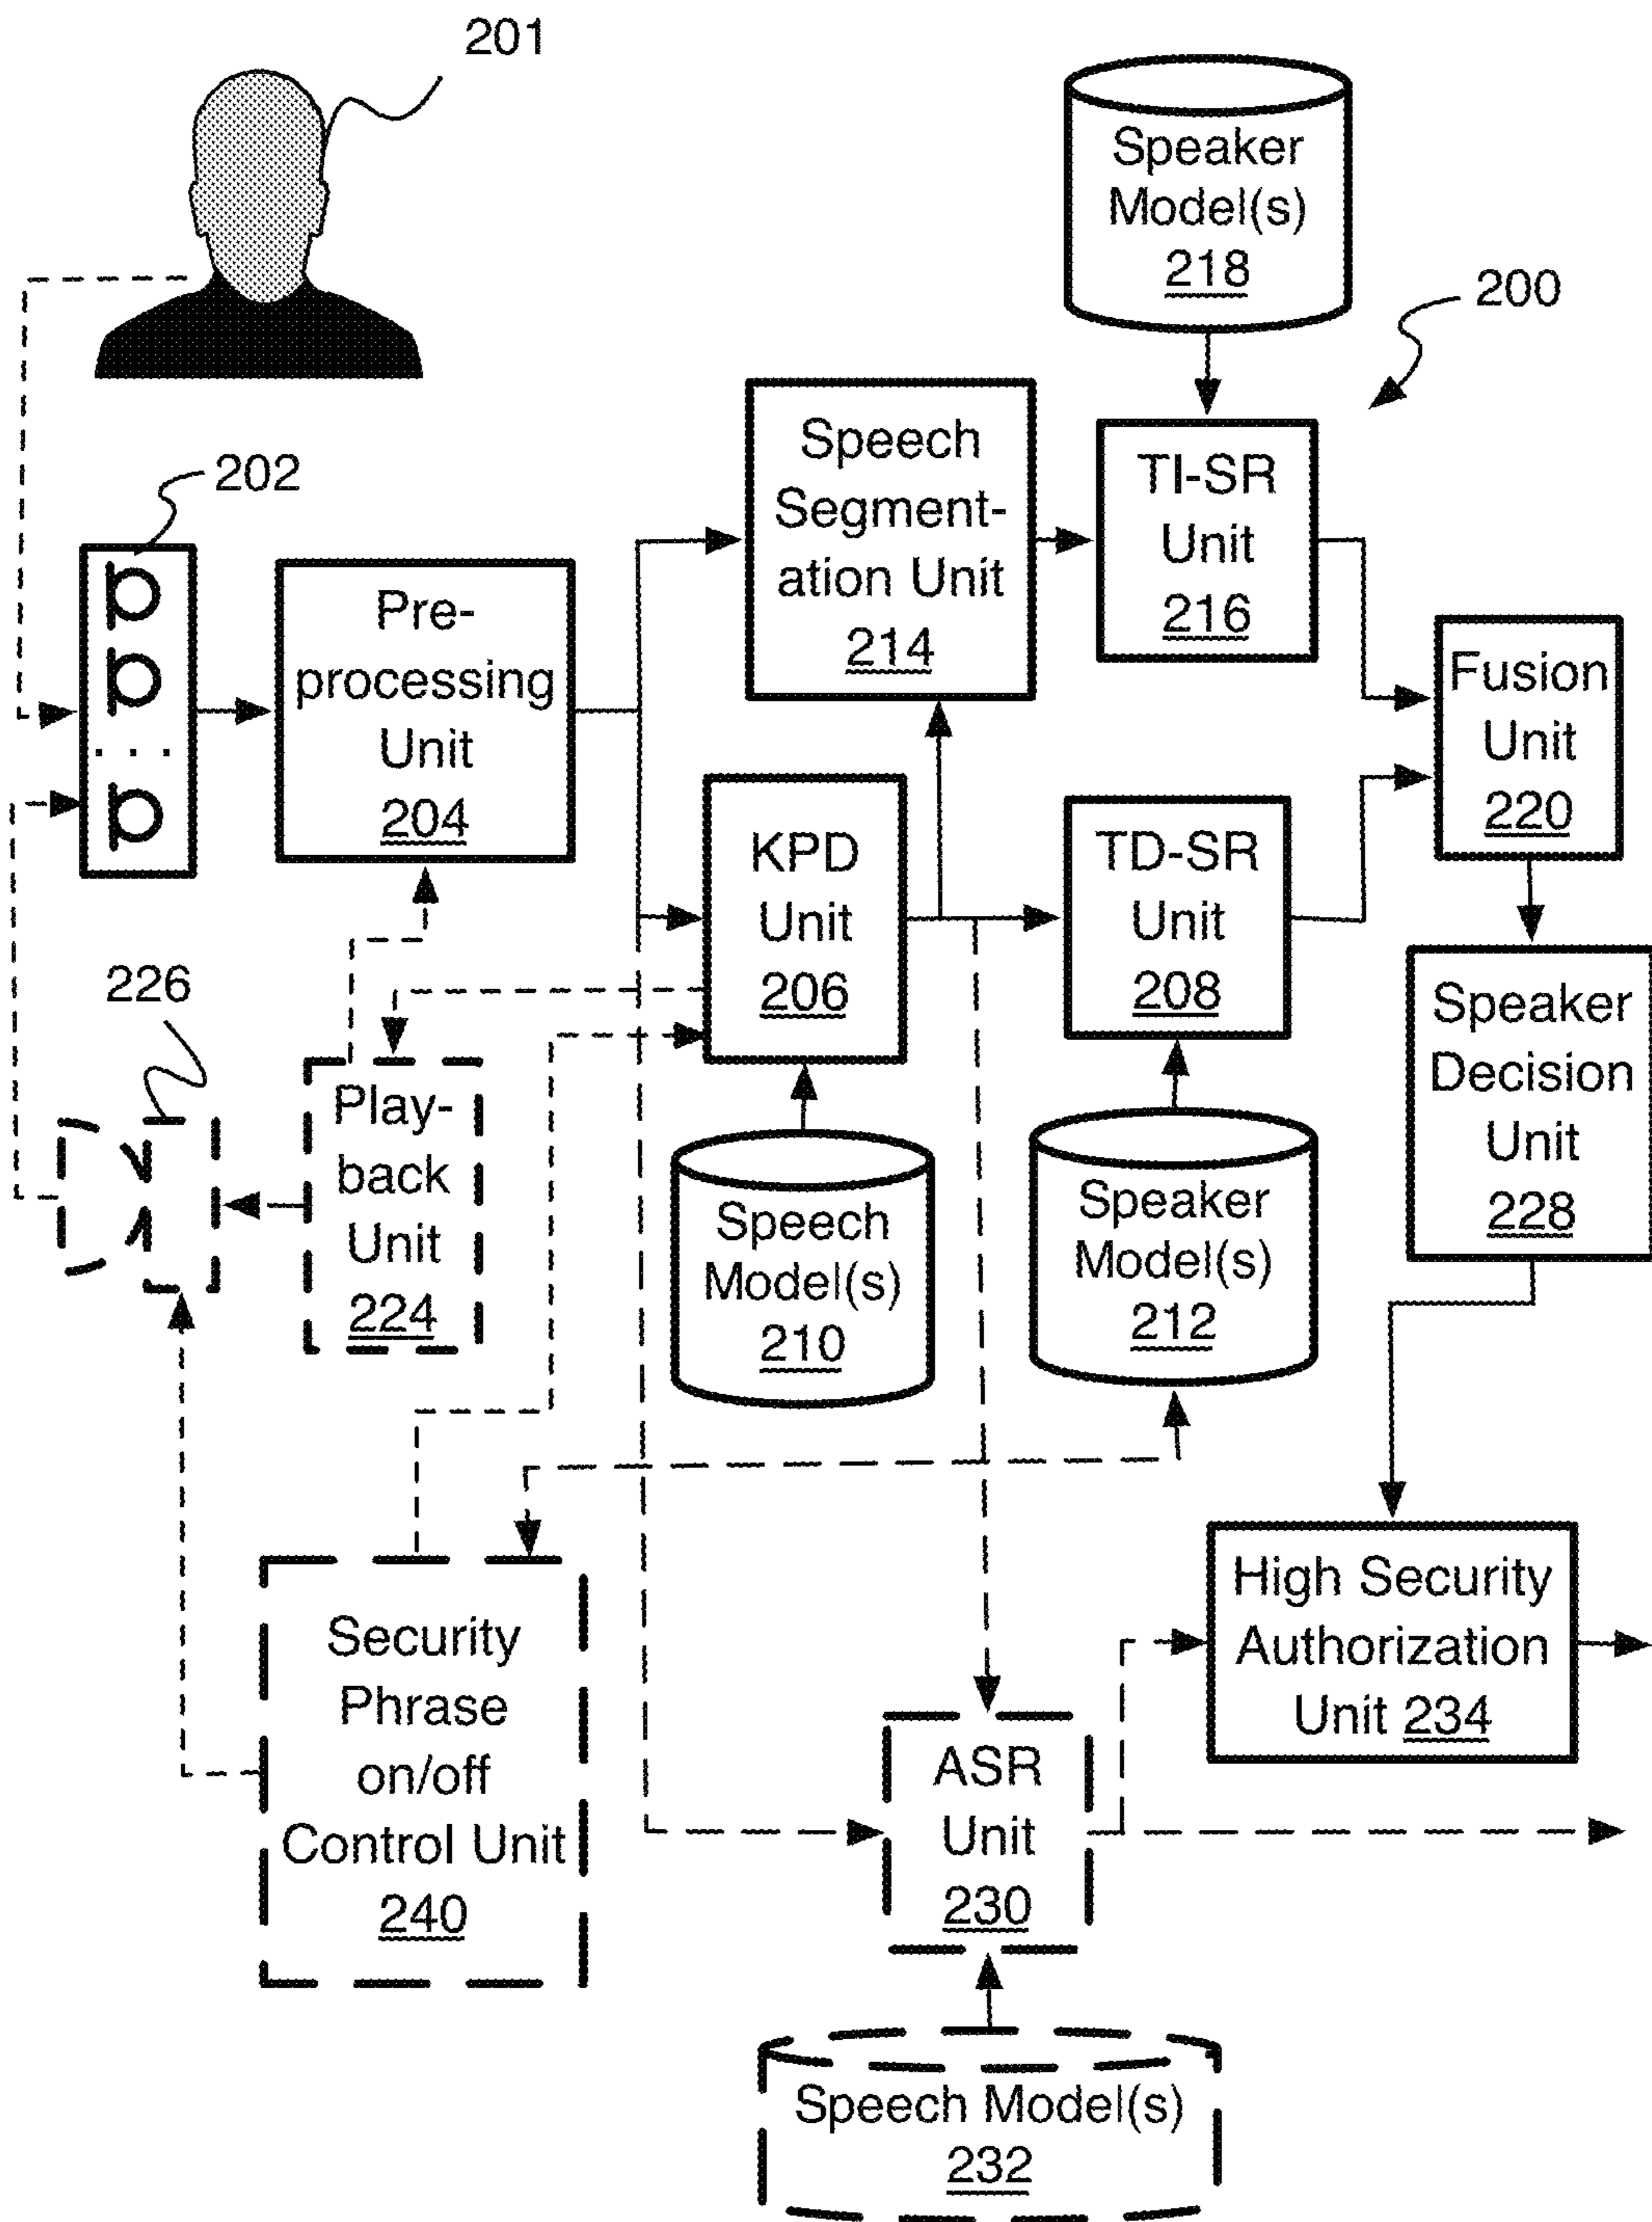 201
Speaker
Model(s)
218
200
Speech
Segment-
ation Unit
214
TI-SR
Unit
216
202
Pre-
processing
Unit
204
Fusion
Unit
220
KPD
Unit
206
TD-SR
Unit
208
226
Speaker
Decision
Unit
228
Play-
back
Unit
224
Speech
Model(s)
210
Speaker
Model(s)
212
High Security
Authorization
Unit 234
Security
Phrase
on/off
Control Unit
240
ASR
Unit
230
Speech Model(s)
232